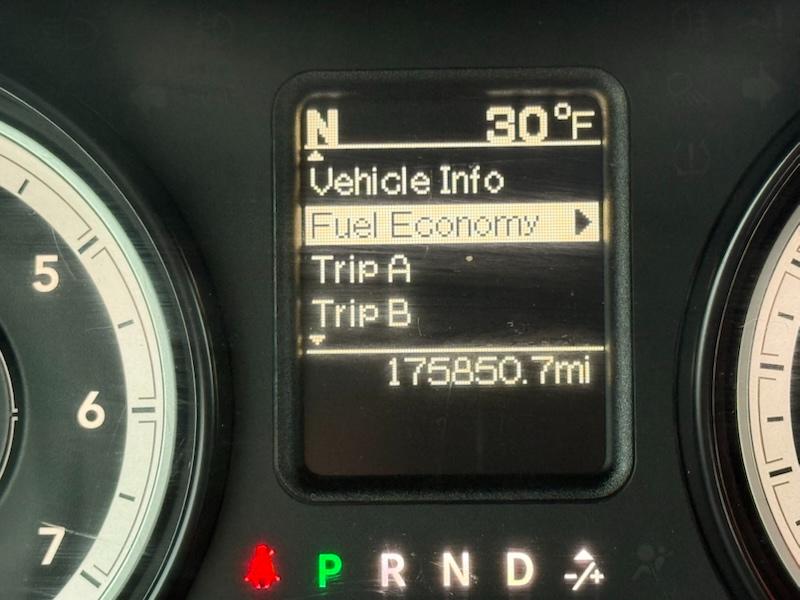 N 30°F
Vehicle Info
Fuel Economy
Trip A
Trip B
175850.7mi
5
6
7
P R N D -/+